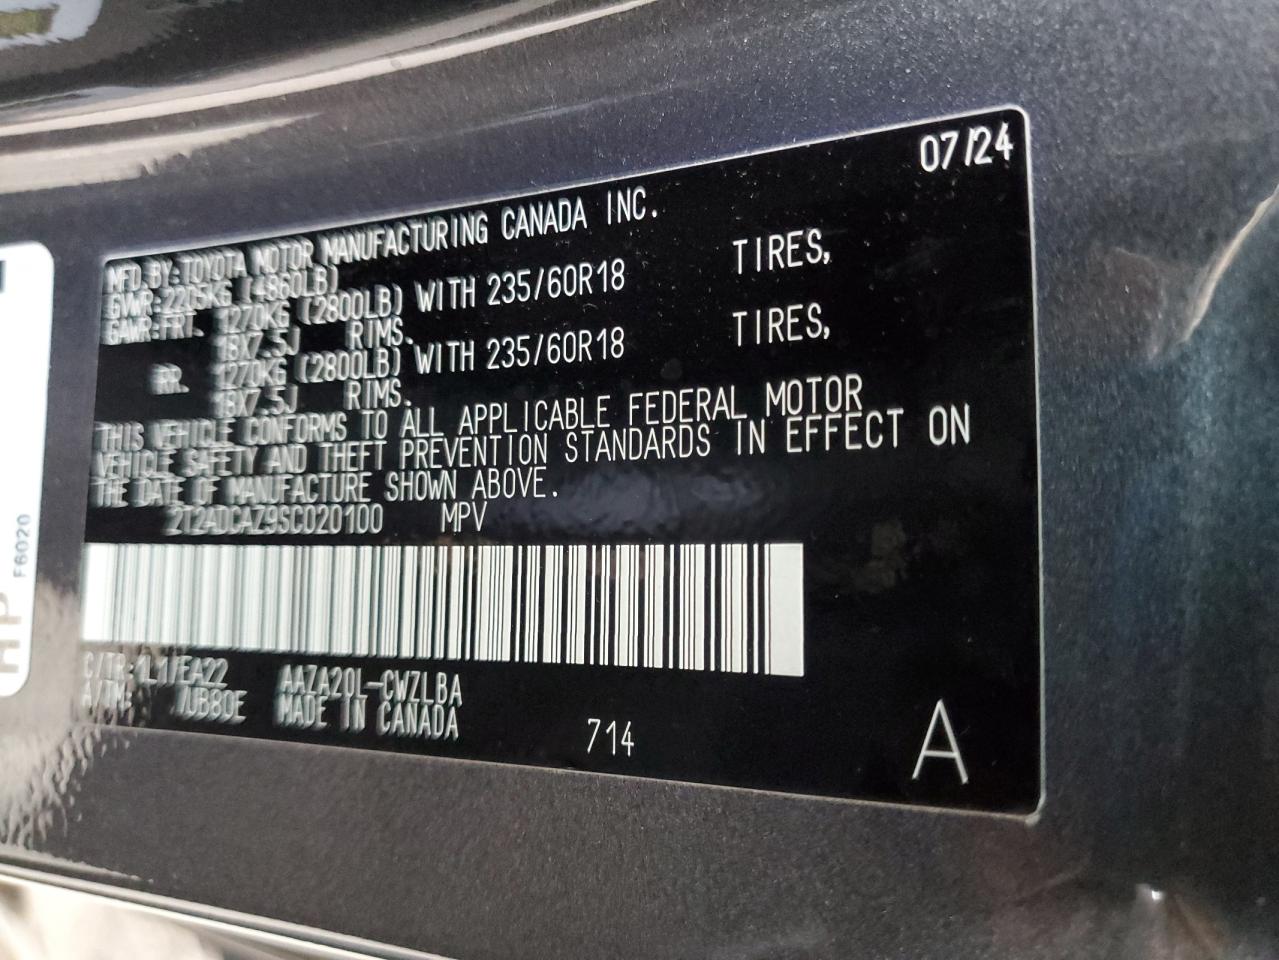 07/24
MFD.BY:TOYOTA MOTOR MANUFACTURING CANADA INC.
GVWR:2205KG (4860LB)
GAWR:FRT. 1270KG (2800LB) WITH 235/60R18 TIRES,
18X7.5J RIMS.
RR. 1270KG (2800LB) WITH 235/60R18 TIRES,
18X7.5J RIMS.
THIS VEHICLE CONFORMS TO ALL APPLICABLE FEDERAL MOTOR
VEHICLE SAFETY AND THEFT PREVENTION STANDARDS IN EFFECT ON
THE DATE OF MANUFACTURE SHOWN ABOVE.
2T2ADCAZ9SC020100 MPV
C/TR:1L1/EA22 AAZA20L-CWZLBA
A/TM: /UB80E MADE IN CANADA
714
A
F6020